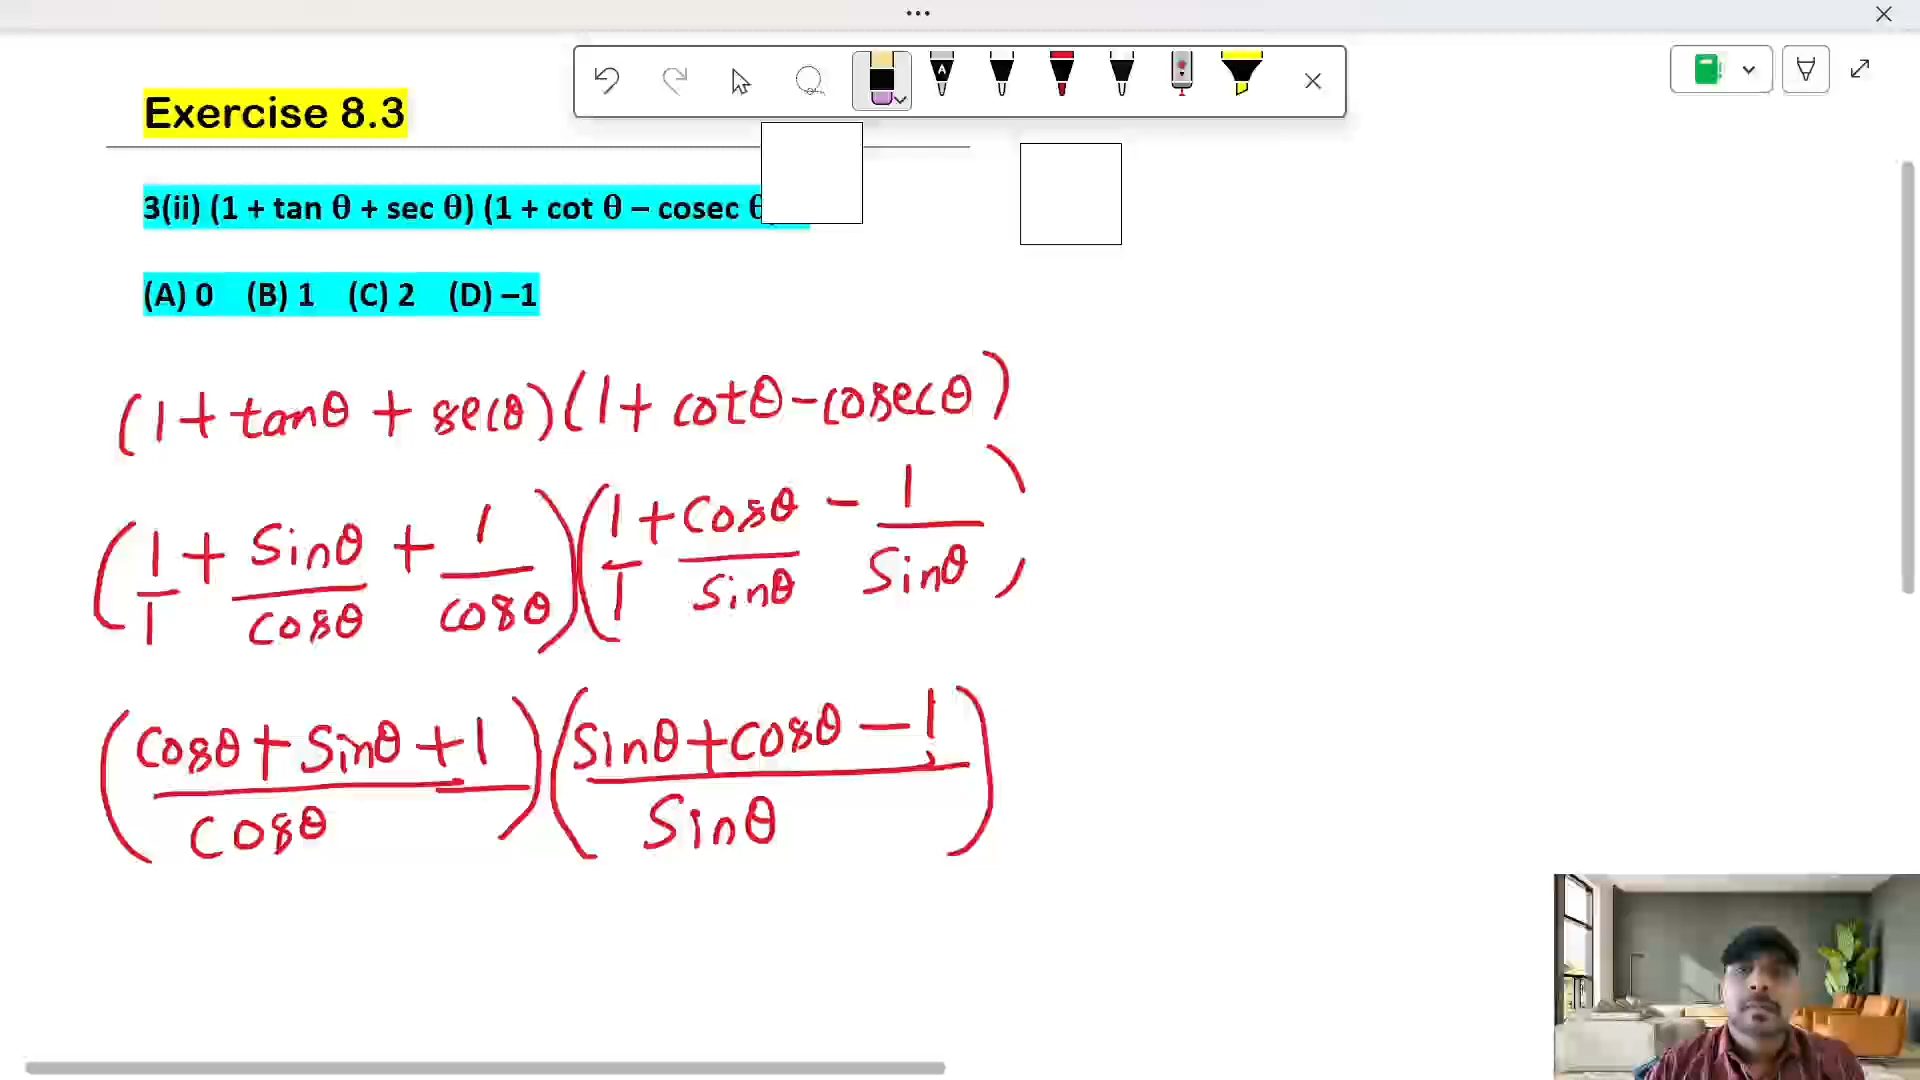 Exercise 8.3
3(ii) (1 + tan θ + sec θ) (1 + cot θ – cosec θ
(A) 0 (B) 1 (C) 2 (D) –1
(1 + tanθ + secθ)(1 + cotθ - cosecθ)
(1/1 + Sinθ/cosθ + 1/cosθ)(1/1 + Cosθ/Sinθ - 1/Sinθ)
(Cosθ + Sinθ + 1/Cosθ)(Sinθ + Cosθ - 1/Sinθ)